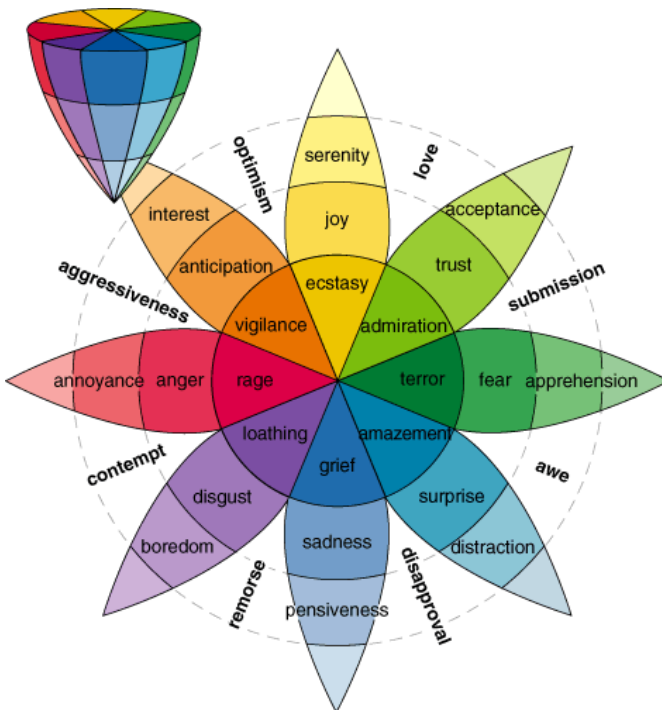 optimism
serenity
love
interest
acceptance
joy
anticipation
trust
aggressiveness
ecstasy
submission
vigilance
admiration
annoyance
anger
rage
terror
fear
apprehension
loathing
amazement
contempt
grief
awe
disgust
surprise
boredom
sadness
distraction
remorse
disapproval
pensiveness